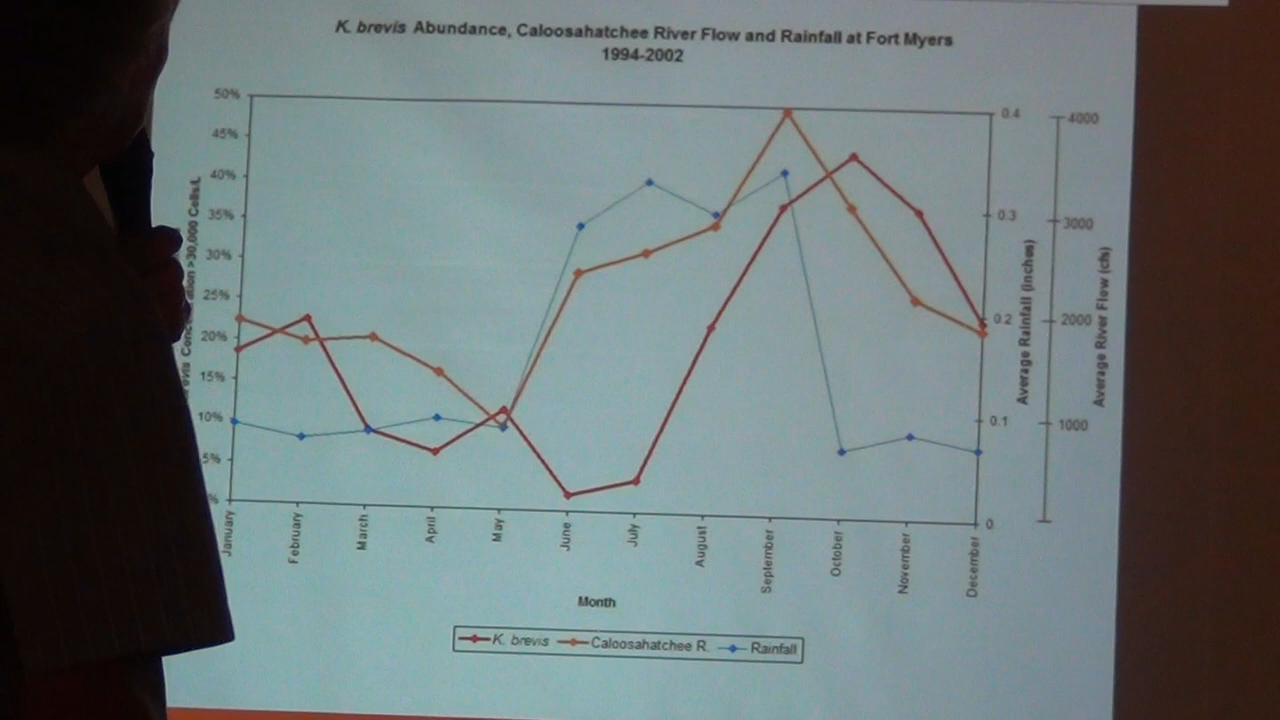 K. brevis Abundance, Caloosahatchee River Flow and Rainfall at Fort Myers
1994-2002
50%
45%
40%
35%
30%
25%
20%
15%
10%
5%
%
>30,000 Cells/L
0.4
0.3
0.2
0.1
0
Average Rainfall (inches)
4000
3000
2000
1000
Average River Flow (cfs)
January
February
March
April
May
June
July
August
September
October
November
December
Month
K. brevis
Caloosahatchee R.
Rainfall